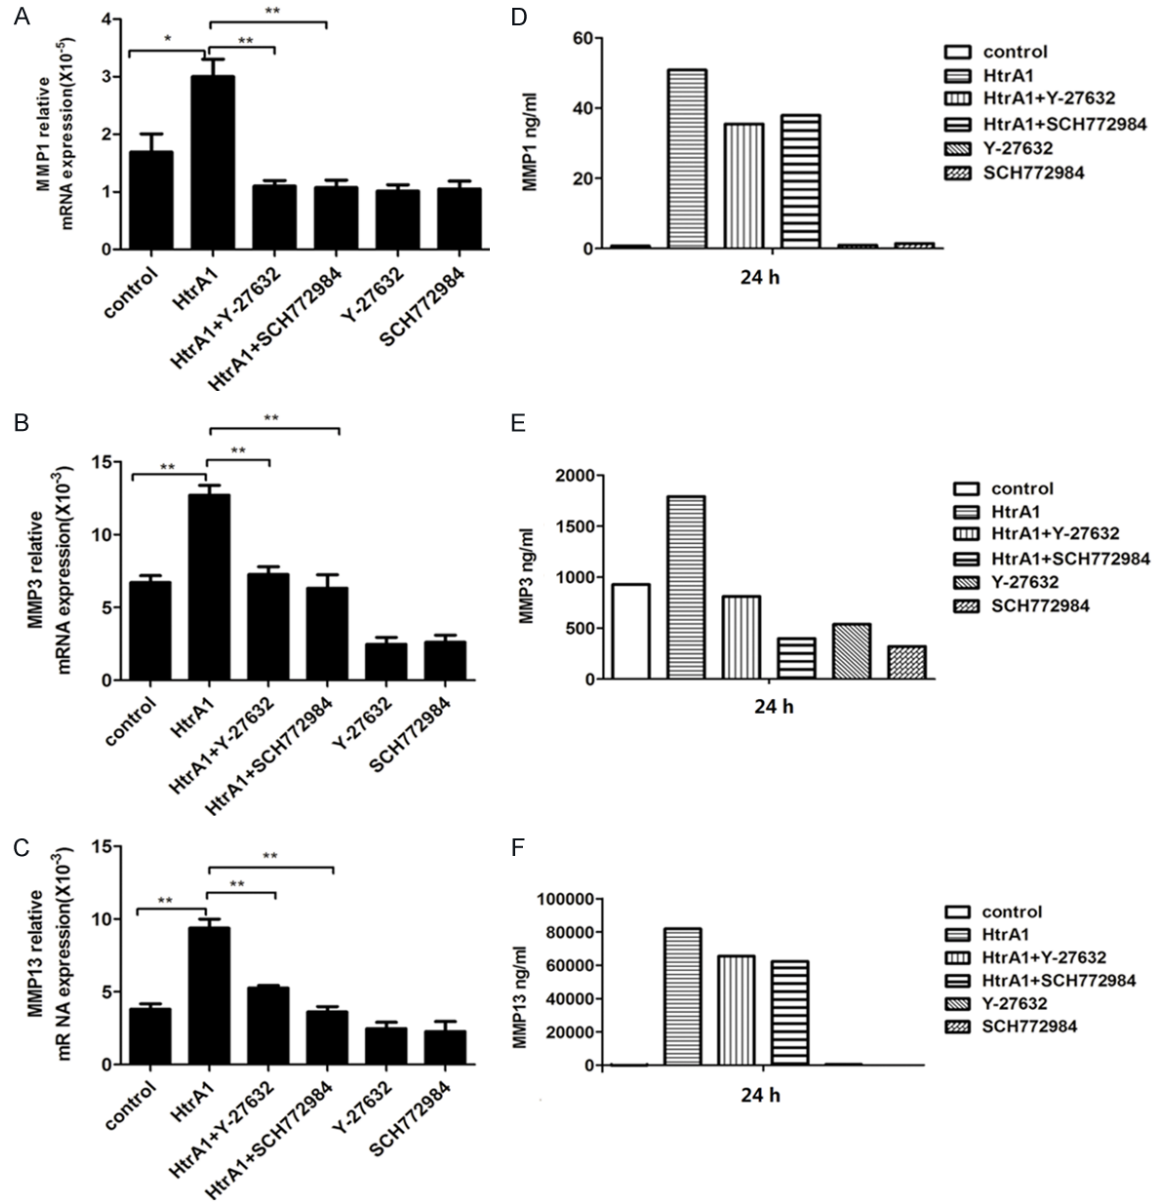 A
MMP1 relative
mRNA expression(X10-5)
4
3
2
1
0
*
**
**
control
HtrA1
HtrA1+Y-27632
HtrA1+SCH772984
Y-27632
SCH772984
D
MMP1 ng/ml
60
40
20
0
24 h
control
HtrA1
HtrA1+Y-27632
HtrA1+SCH772984
Y-27632
SCH772984
B
MMP3 relative
mRNA expression(X10-3)
15
10
5
0
**
**
**
control
HtrA1
HtrA1+Y-27632
HtrA1+SCH772984
Y-27632
SCH772984
E
MMP3 ng/ml
2000
1500
1000
500
0
24 h
control
HtrA1
HtrA1+Y-27632
HtrA1+SCH772984
Y-27632
SCH772984
C
MMP13 relative
mR NA expression(X10-3)
15
10
5
0
**
**
**
control
HtrA1
HtrA1+Y-27632
HtrA1+SCH772984
Y-27632
SCH772984
F
MMP13 ng/ml
100000
80000
60000
40000
20000
0
24 h
control
HtrA1
HtrA1+Y-27632
HtrA1+SCH772984
Y-27632
SCH772984